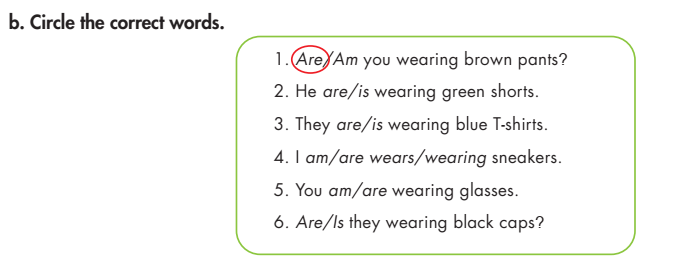 b. Circle the correct words.
1. Are/Am you wearing brown pants?
2. He are/is wearing green shorts.
3. They are/is wearing blue T-shirts.
4. I am/are wears/wearing sneakers.
5. You am/are wearing glasses.
6. Are/Is they wearing black caps?